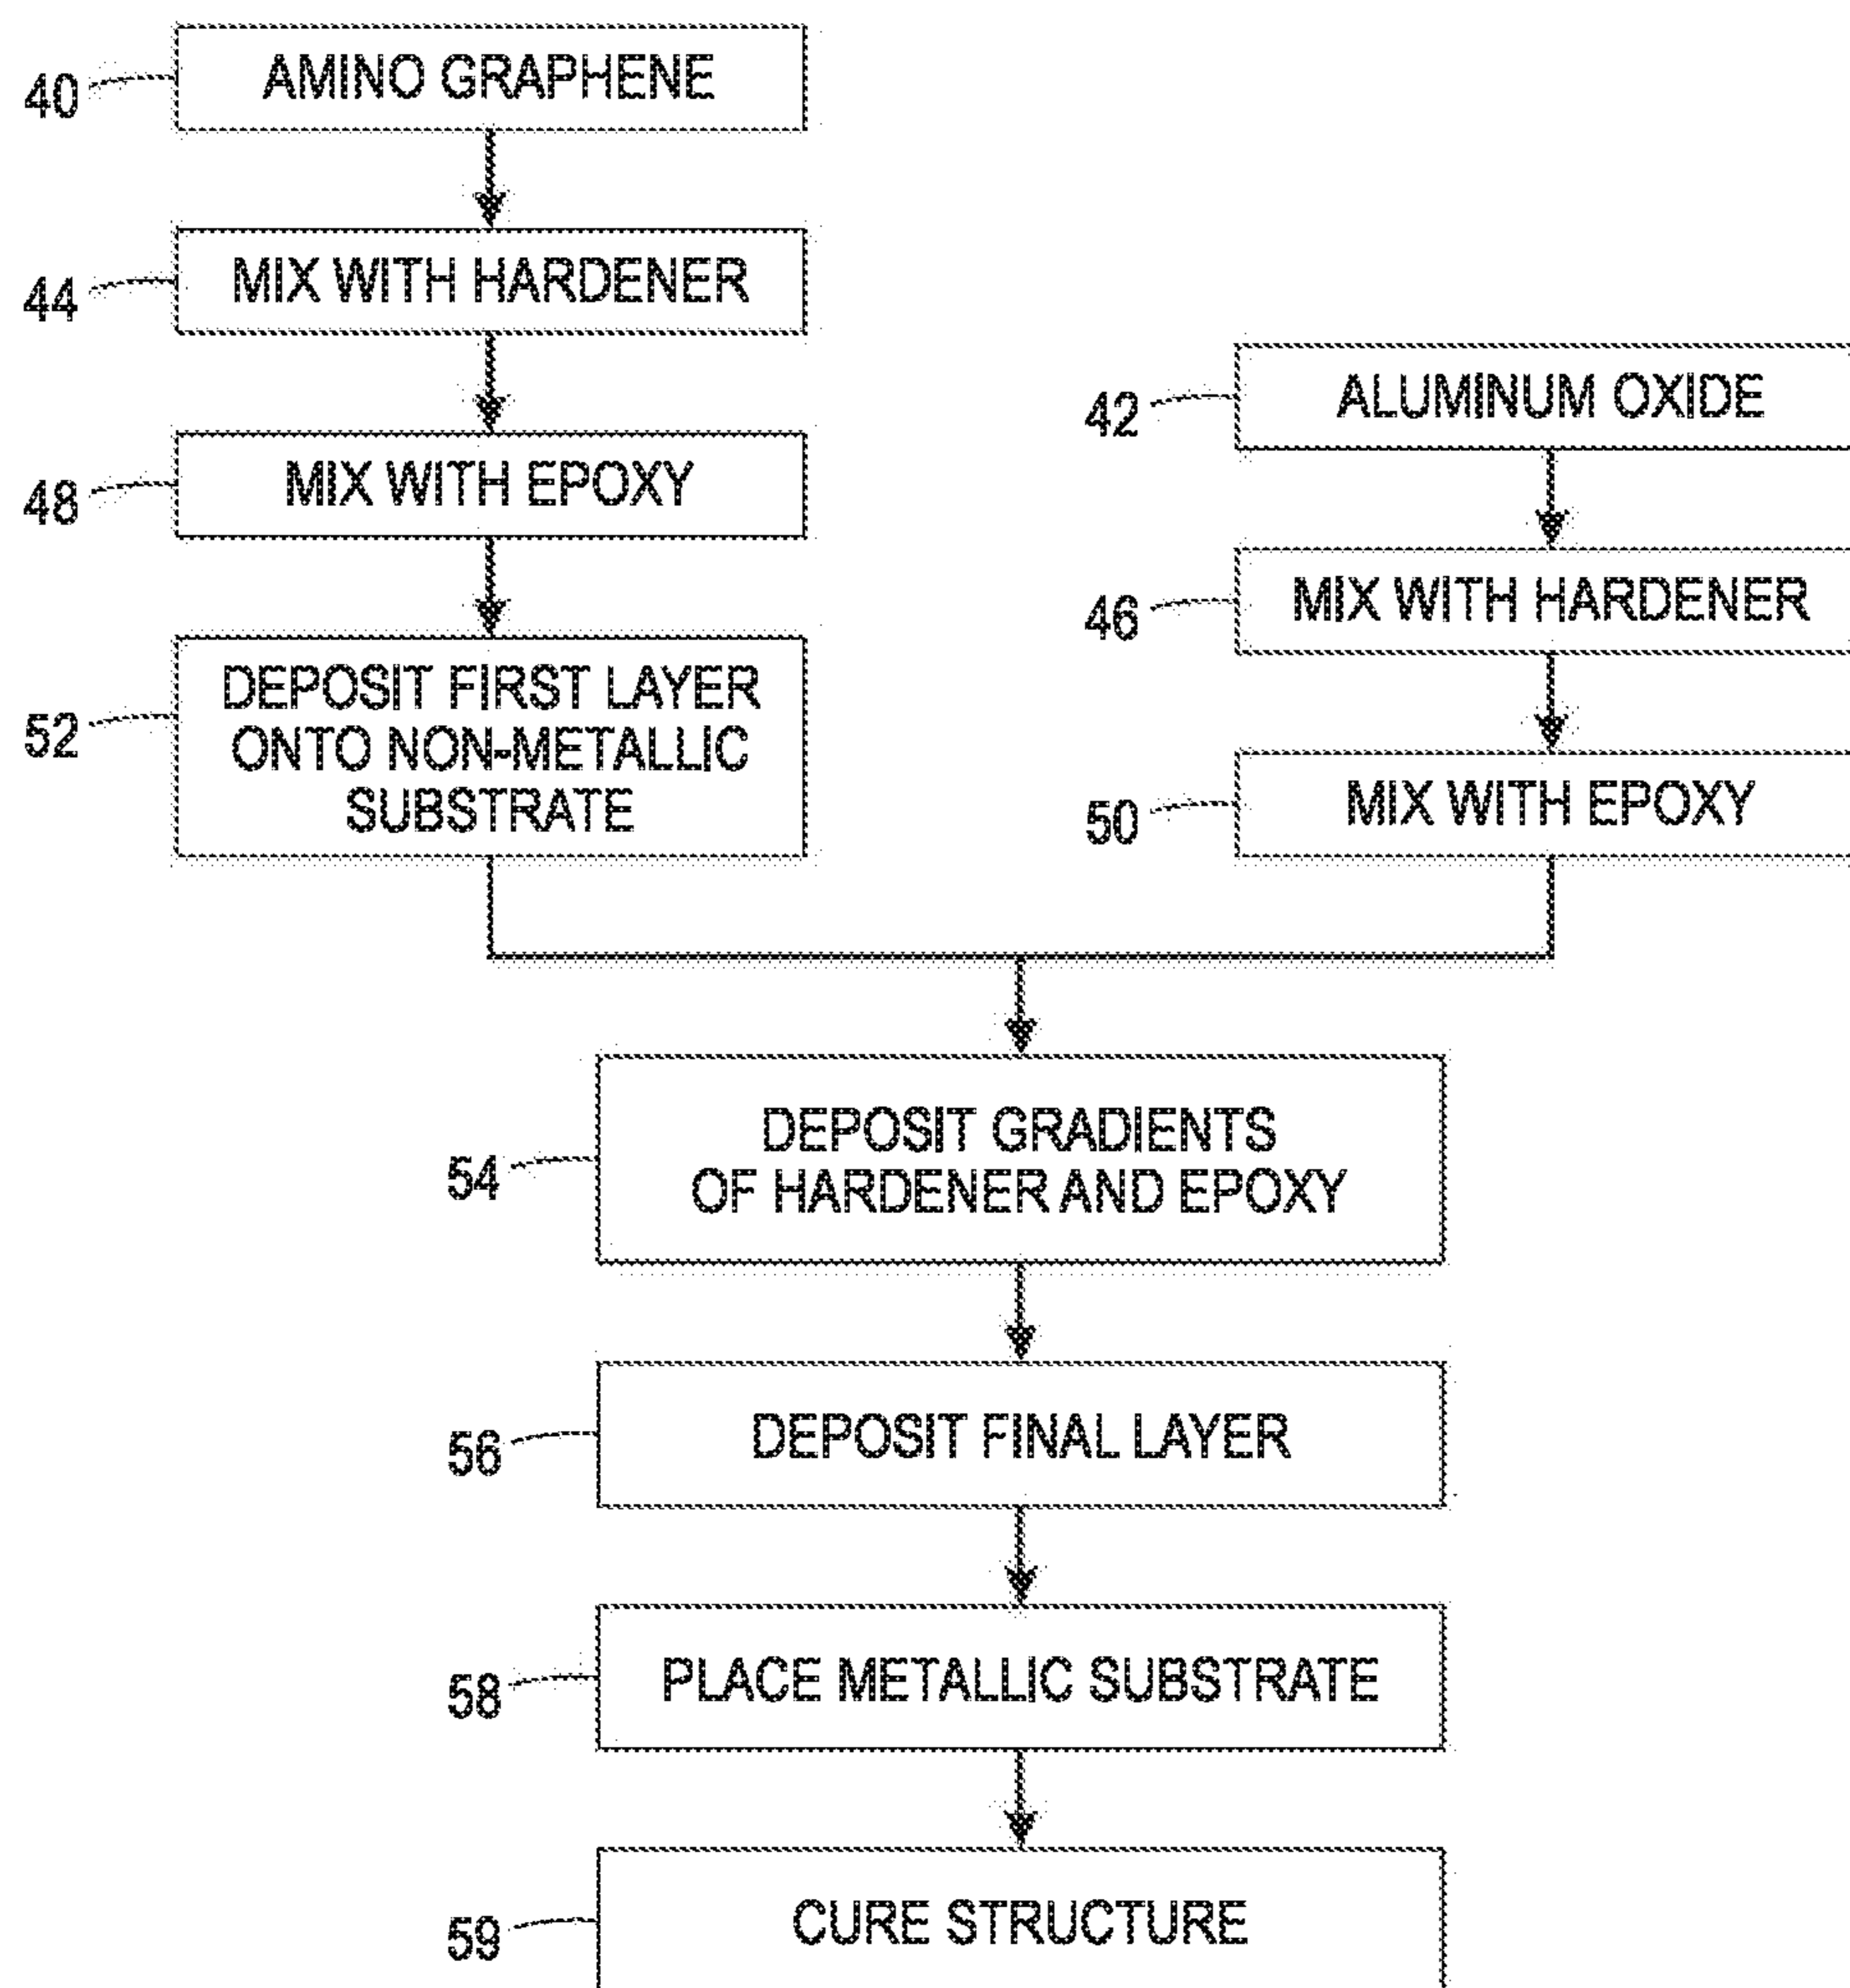 40
AMINO GRAPHENE
44
MIX WITH HARDENER
48
MIX WITH EPOXY
52
DEPOSIT FIRST LAYER
ONTO NON-METALLIC
SUBSTRATE
42
ALUMINUM OXIDE
46
MIX WITH HARDENER
50
MIX WITH EPOXY
54
DEPOSIT GRADIENTS
OF HARDENER AND EPOXY
56
DEPOSIT FINAL LAYER
58
PLACE METALLIC SUBSTRATE
59
CURE STRUCTURE